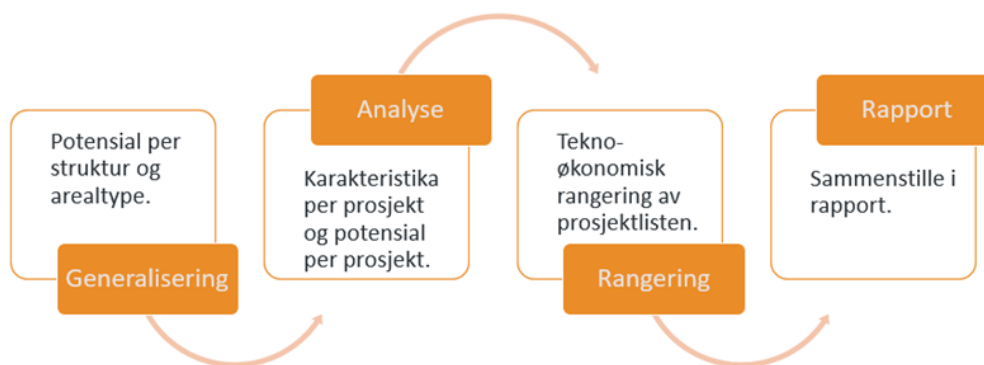 Potensial per
struktur og
arealtype.
Generalisering
Analyse
Karakteristika
per prosjekt
og potensial
per prosjekt.
Tekno-
økonomisk
rangering av
prosjektlisten.
Rangering
Rapport
Sammenstille i
rapport.